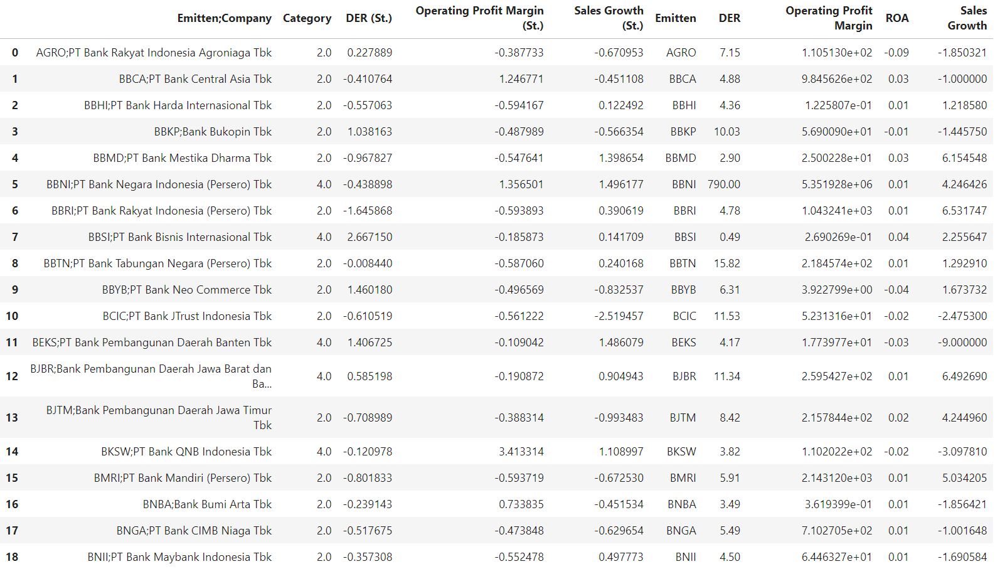 Emitten;Company Category DER (St.) Operating Profit Margin (St.) Sales Growth (St.) Emitten DER Operating Profit Margin ROA Sales Growth
0 AGRO;PT Bank Rakyat Indonesia Agroniaga Tbk 2.0 0.227889 -0.387733 -0.670953 AGRO 7.15 1.105130e+02 -0.09 -1.850321
1 BBCA;PT Bank Central Asia Tbk 2.0 -0.410764 1.246771 -0.451108 BBCA 4.88 9.845626e+02 0.03 -1.000000
2 BBHI;PT Bank Harda Internasional Tbk 2.0 -0.557063 -0.594167 0.122492 BBHI 4.36 1.225807e-01 0.01 1.218580
3 BBKP;Bank Bukopin Tbk 2.0 1.038163 -0.487989 -0.566354 BBKP 10.03 5.690090e+01 -0.01 -1.445750
4 BBMD;PT Bank Mestika Dharma Tbk 2.0 -0.967827 -0.547641 1.398654 BBMD 2.90 2.500228e+01 0.03 6.154548
5 BBNI;PT Bank Negara Indonesia (Persero) Tbk 4.0 -0.438898 1.356501 1.496177 BBNI 790.00 5.351928e+06 0.01 4.246426
6 BBRI;PT Bank Rakyat Indonesia (Persero) Tbk 2.0 -1.645868 -0.593893 0.390619 BBRI 4.78 1.043241e+03 0.01 6.531747
7 BBSI;PT Bank Bisnis Internasional Tbk 4.0 2.667150 -0.185873 0.141709 BBSI 0.49 2.690269e-01 0.04 2.255647
8 BBTN;PT Bank Tabungan Negara (Persero) Tbk 2.0 -0.008440 -0.587060 0.240168 BBTN 15.82 2.184574e+02 0.01 1.292910
9 BBYB;PT Bank Neo Commerce Tbk 2.0 1.460180 -0.496569 -0.832537 BBYB 6.31 3.922799e+00 -0.04 1.673732
10 BCIC;PT Bank JTrust Indonesia Tbk 2.0 -0.610519 -0.561222 -2.519457 BCIC 11.53 5.231316e+01 -0.02 -2.475300
11 BEKS;PT Bank Pembangunan Daerah Banten Tbk 4.0 1.406725 -0.109042 1.486079 BEKS 4.17 1.773977e+01 -0.03 -9.000000
12 BJBR;Bank Pembangunan Daerah Jawa Barat dan Ba... 4.0 0.585198 -0.190872 0.904943 BJBR 11.34 2.595427e+02 0.01 6.492690
13 BJTM;Bank Pembangunan Daerah Jawa Timur Tbk 2.0 -0.708989 -0.388314 -0.993483 BJTM 8.42 2.157844e+02 0.02 4.244960
14 BKSW;PT Bank QNB Indonesia Tbk 4.0 -0.120978 3.413314 1.108997 BKSW 3.82 1.102022e+02 -0.02 -3.097810
15 BMRI;PT Bank Mandiri (Persero) Tbk 2.0 -0.801833 -0.593719 -0.672530 BMRI 5.91 2.143120e+03 0.01 5.034205
16 BNBA;Bank Bumi Arta Tbk 2.0 -0.239143 0.733835 -0.451534 BNBA 3.49 3.619399e-01 0.01 -1.856421
17 BNGA;PT Bank CIMB Niaga Tbk 2.0 -0.517675 -0.473848 -0.629654 BNGA 5.49 7.102705e+02 0.01 -1.001648
18 BNII;PT Bank Maybank Indonesia Tbk 2.0 -0.357308 -0.552478 0.497773 BNII 4.50 6.446327e+01 0.01 -1.690584